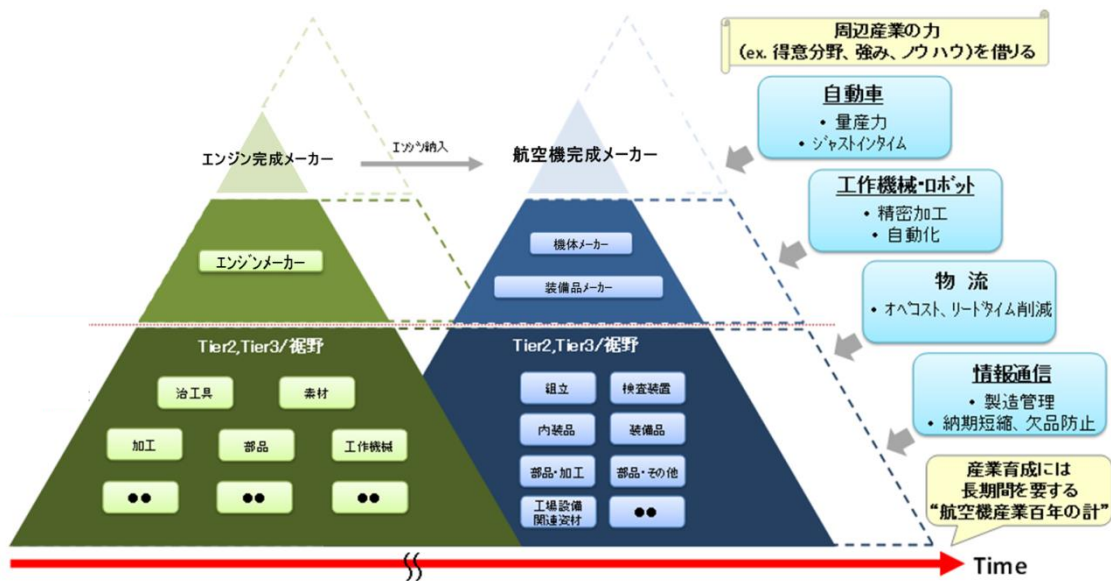 周辺産業の力
(ex. 得意分野、強み、ノウハウ)を借りる
エンジン完成メーカー
エンジン納入
航空機完成メーカー
エンジンメーカー
機体メーカー
装備品メーカー
Tier2,Tier3/裾野
治工具
素材
加工
部品
工作機械
●●
●●
●●
Tier2,Tier3/裾野
組立
検査装置
内装品
装備品
部品・加工
部品・その他
工場設備
関連資材
●●
自動車
• 量産力
• ジャストインタイム
工作機械・ロボット
• 精密加工
• 自動化
物 流
• オペコスト、リードタイム削減
情報通信
• 製造管理
• 納期短縮、欠品防止
産業育成には
長期間を要する
“航空機産業百年の計”
Time